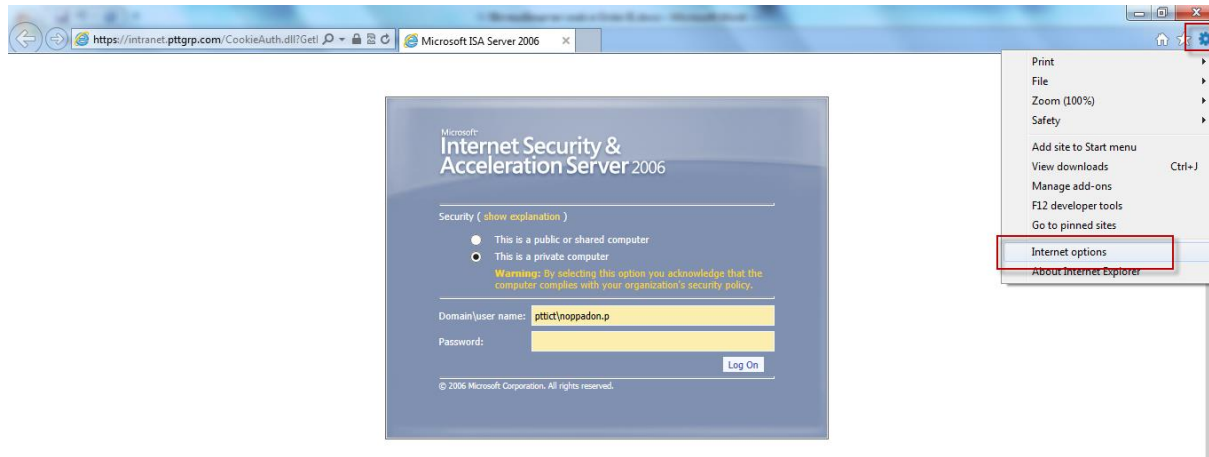 https://intranet.pttgrp.com/CookieAuth.dll?GetI
Microsoft ISA Server 2006
Print
File
Zoom (100%)
Safety
Add site to Start menu
View downloads Ctrl+J
Manage add-ons
F12 developer tools
Go to pinned sites
Internet options
About Internet Explorer
Microsoft
Internet Security &
Acceleration Server 2006
Security ( show explanation )
This is a public or shared computer
This is a private computer
Warning: By selecting this option you acknowledge that the
computer complies with your organization's security policy.
Domain\user name: pttict\noppadon.p
Password:
Log On
© 2006 Microsoft Corporation. All rights reserved.